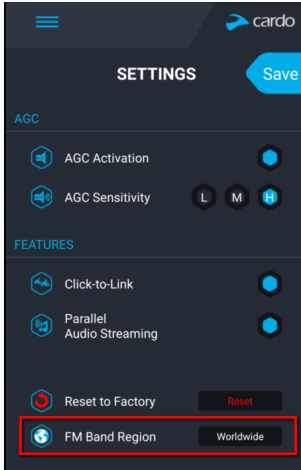 cardo
SETTINGS
Save
AGC
AGC Activation
AGC Sensitivity L M H
FEATURES
Click-to-Link
Parallel
Audio Streaming
Reset to Factory Reset
FM Band Region Worldwide